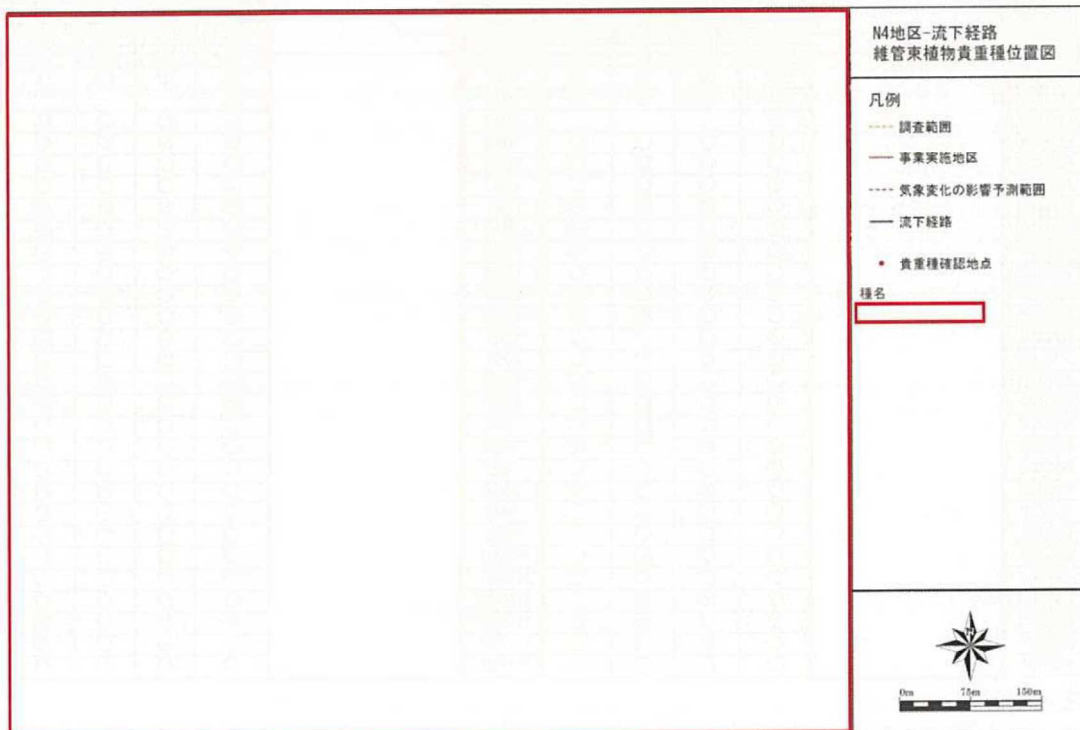 N4地区-流下経路
維管束植物貴重種位置図
凡例
調査範囲
事業実施地区
気象変化の影響予測範囲
流下経路
貴重種確認地点
種名
N
0m 75m 150m